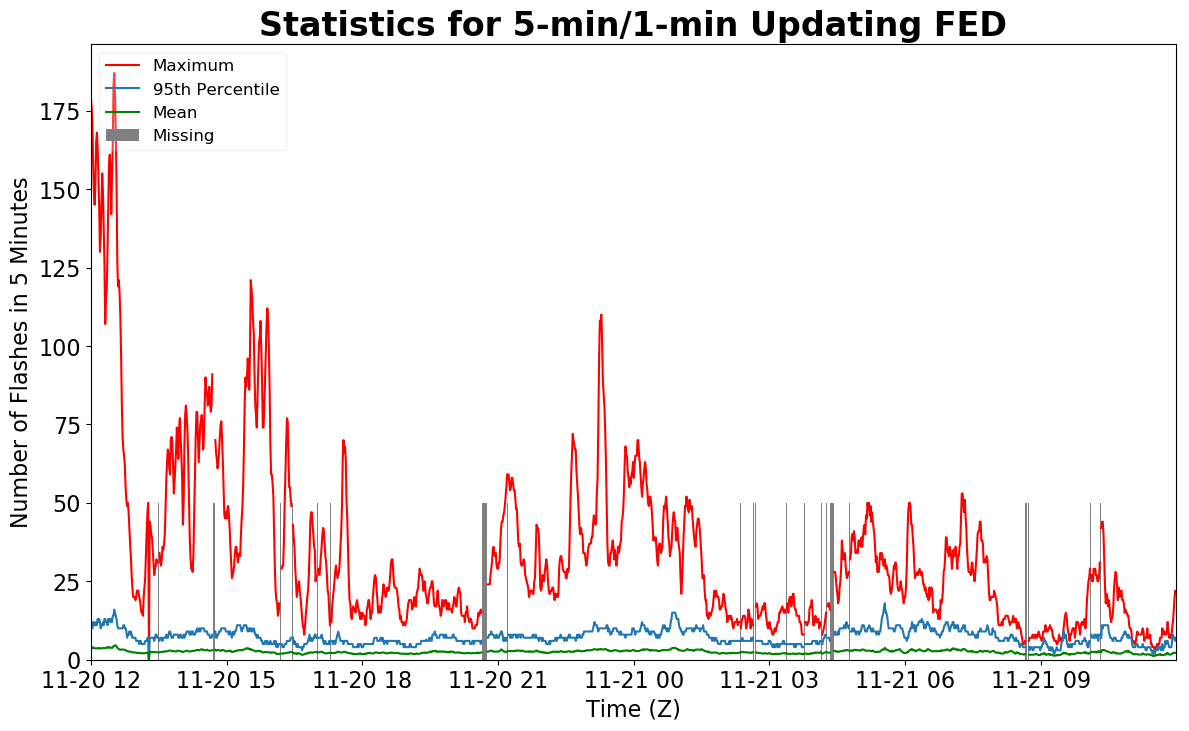 Statistics for 5-min/1-min Updating FED
Maximum
95th Percentile
Mean
Missing
Number of Flashes in 5 Minutes
175
150
125
100
75
50
25
0
11-20 12
11-20 15
11-20 18
11-20 21
11-21 00
11-21 03
11-21 06
11-21 09
Time (Z)